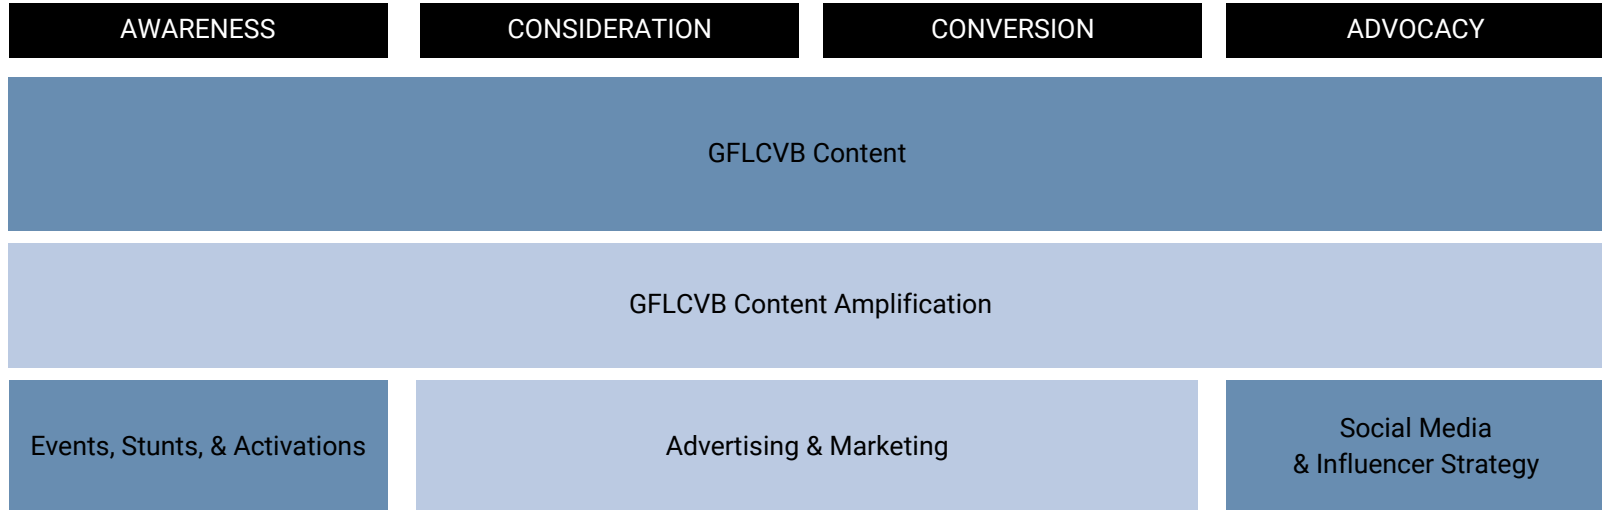 AWARENESS
CONSIDERATION
CONVERSION
ADVOCACY
GFLCVB Content
GFLCVB Content Amplification
Events, Stunts, & Activations
Advertising & Marketing
Social Media
& Influencer Strategy